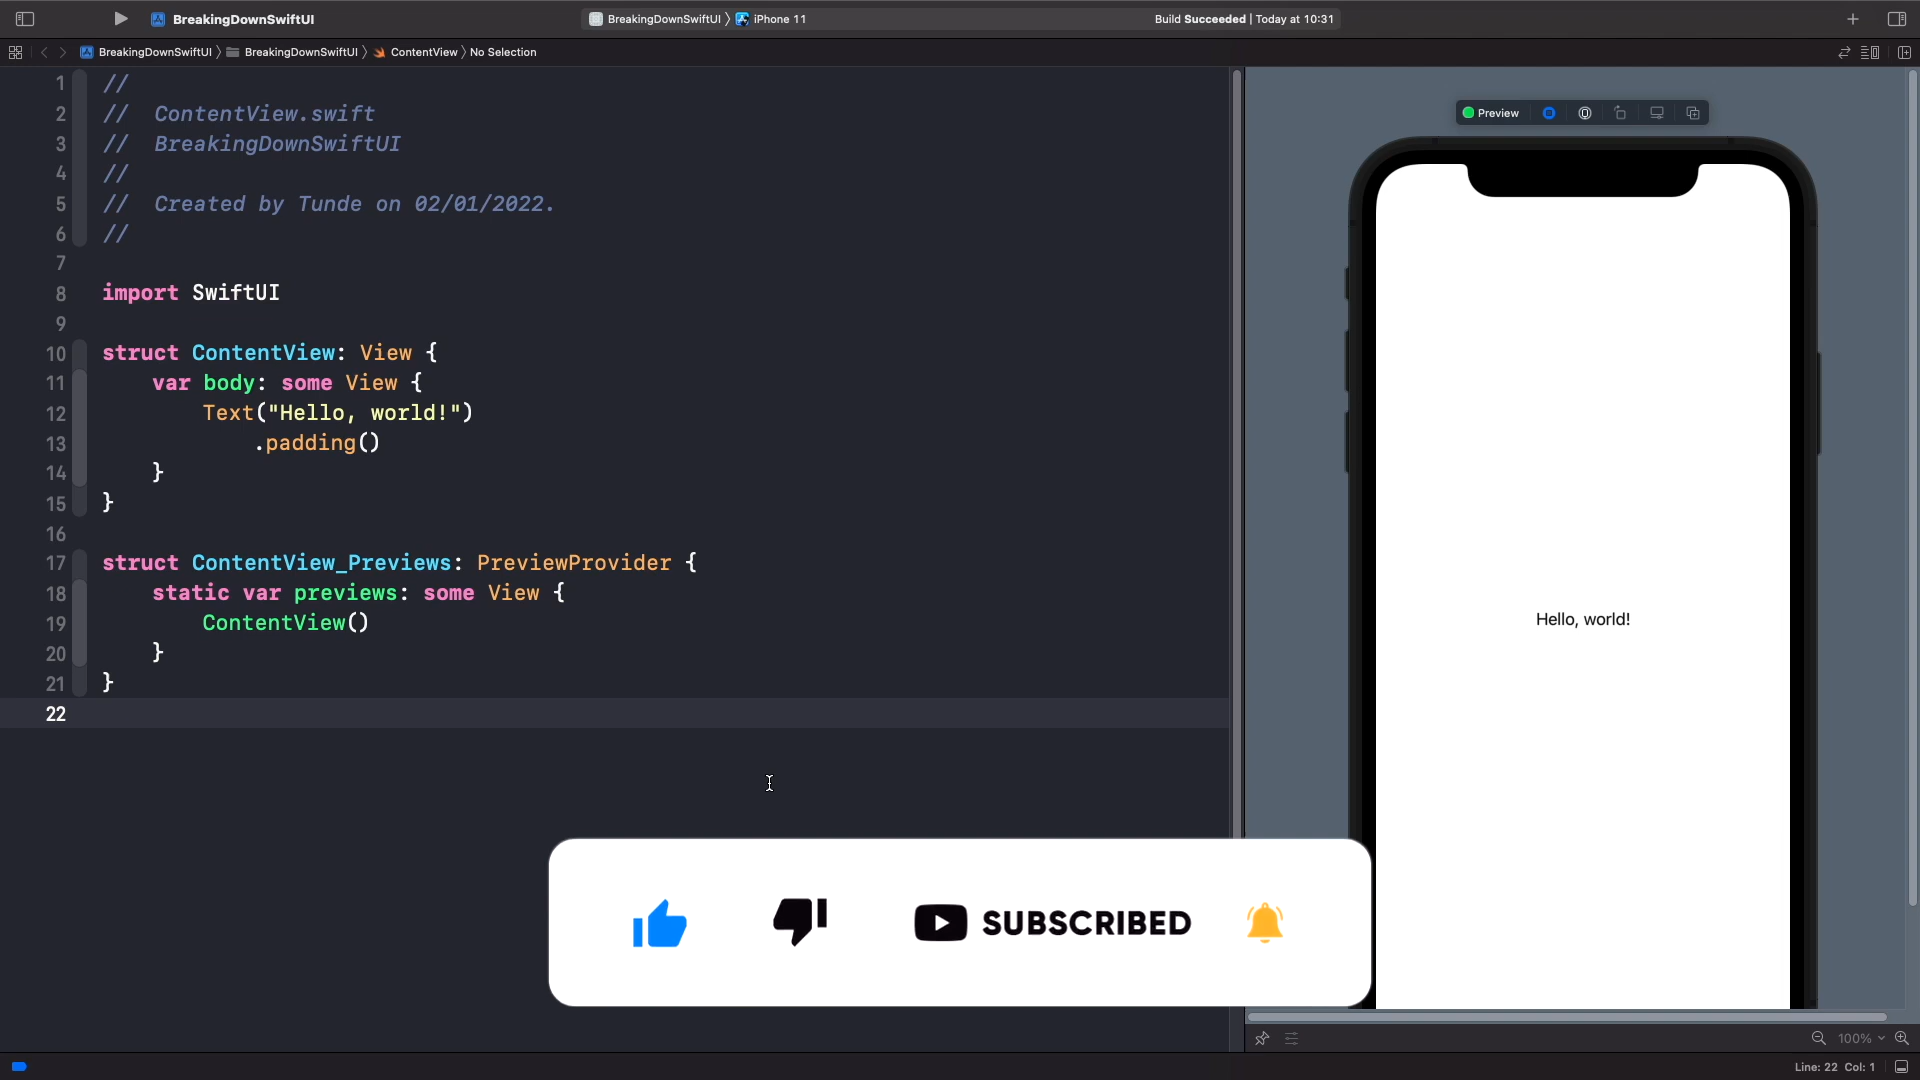 BreakingDownSwiftUI
BreakingDownSwiftUI 〉 iPhone 11
Build Succeeded | Today at 10:31
BreakingDownSwiftUI 〉 BreakingDownSwiftUI 〉 ContentView 〉 No Selection
1 //
2 //  ContentView.swift
3 //  BreakingDownSwiftUI
4 //
5 //  Created by Tunde on 02/01/2022.
6 //
7
8 import SwiftUI
9
10 struct ContentView: View {
11     var body: some View {
12         Text("Hello, world!")
13             .padding()
14     }
15 }
16
17 struct ContentView_Previews: PreviewProvider {
18     static var previews: some View {
19         ContentView()
20     }
21 }
22
Preview
Hello, world!
SUBSCRIBED
100%
Line: 22 Col: 1